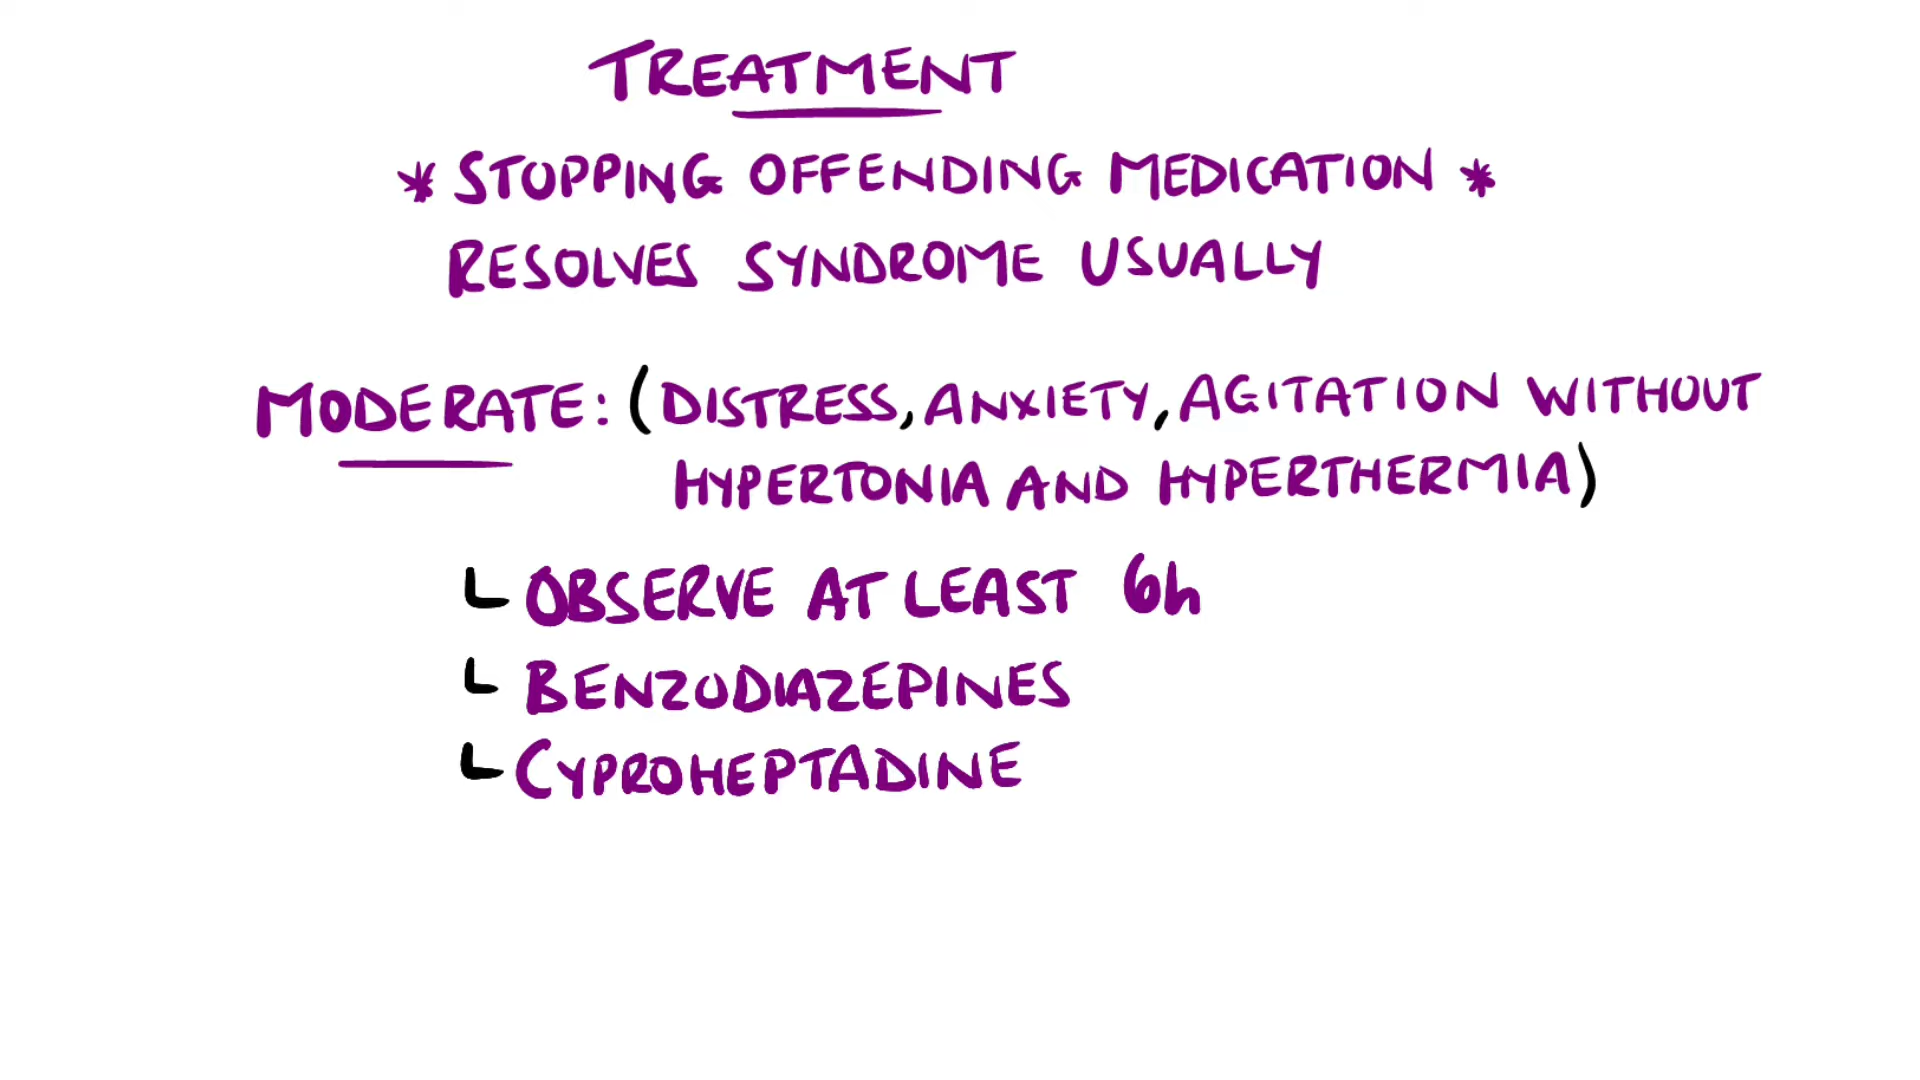 TREATMENT
* STOPPING OFFENDING MEDICATION *
RESOLVES SYNDROME USUALLY
MODERATE: (DISTRESS, ANXIETY, AGITATION WITHOUT
HYPERTONIA AND HYPERTHERMIA)
OBSERVE AT LEAST 6h
BENZODIAZEPINES
CYPROHEPTADINE